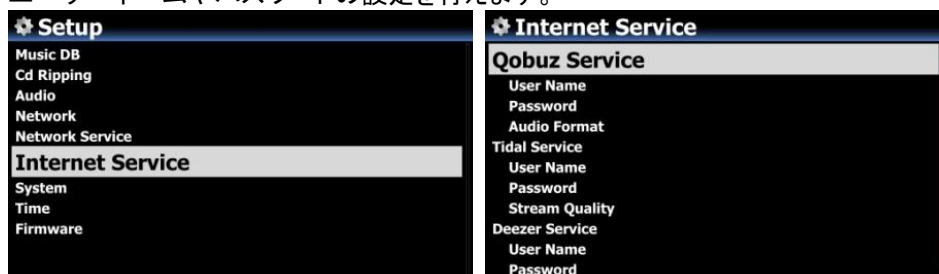 ユーザーネームやパスワードの設定を行えます。
Setup
Music DB
Cd Ripping
Audio
Network
Network Service
Internet Service
System
Time
Firmware
Internet Service
Qobuz Service
User Name
Password
Audio Format
Tidal Service
User Name
Password
Stream Quality
Deezer Service
User Name
Password